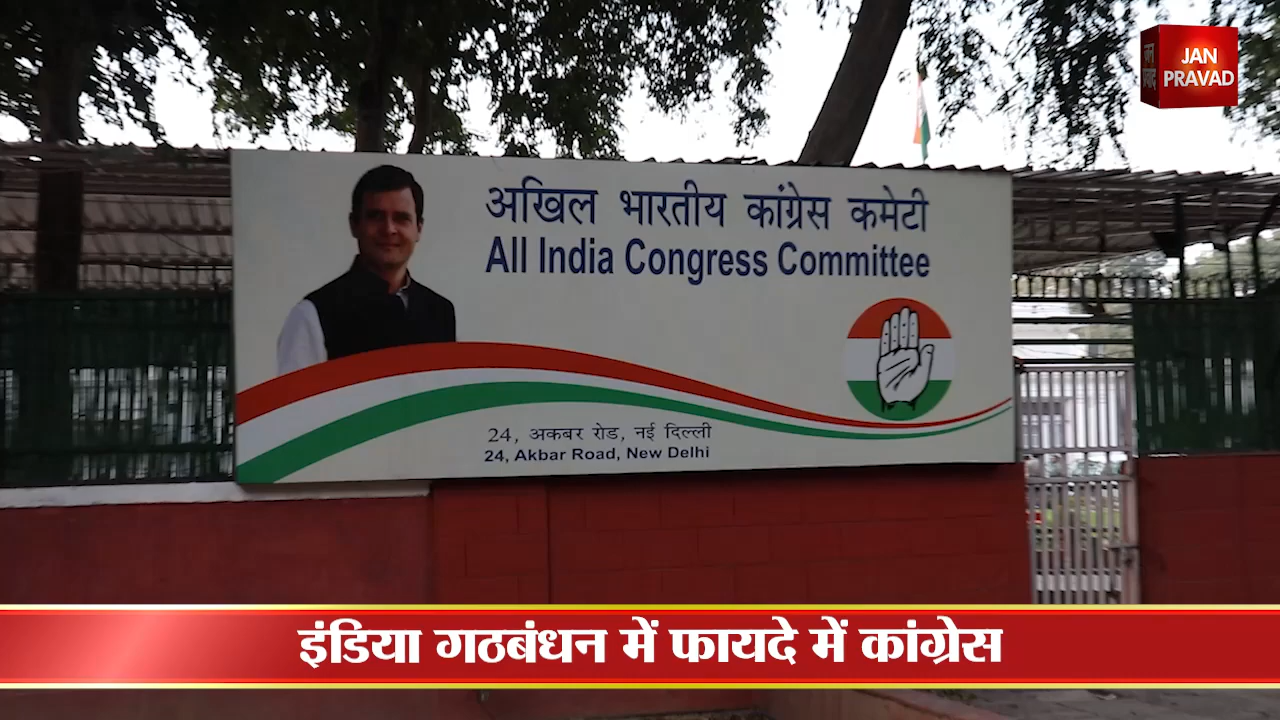 JAN
PRAVAD
अखिल भारतीय कांग्रेस कमेटी
All India Congress Committee
24, अकबर रोड, नई दिल्ली
24, Akbar Road, New Delhi
इंडिया गठबंधन में फायदे में कांग्रेस